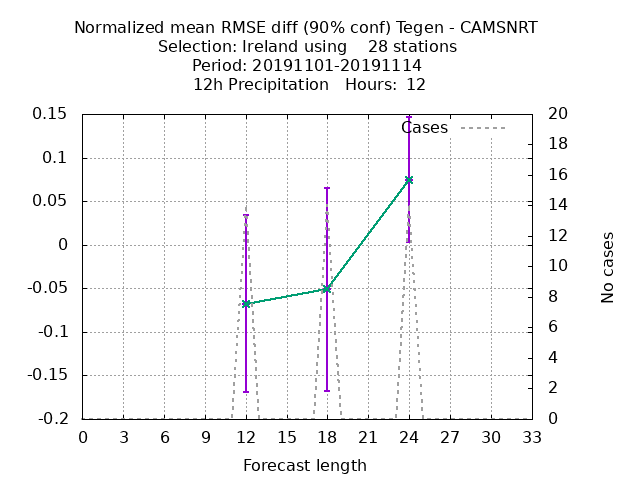 Normalized mean RMSE diff (90% conf) Tegen - CAMSNRT
Selection: Ireland using    28 stations
Period: 20191101-20191114
12h Precipitation   Hours:  12
Cases
0.15
0.1
0.05
0
-0.05
-0.1
-0.15
-0.2
20
18
16
14
12
10
8
6
4
2
0
No cases
0 3 6 9 12 15 18 21 24 27 30 33
Forecast length